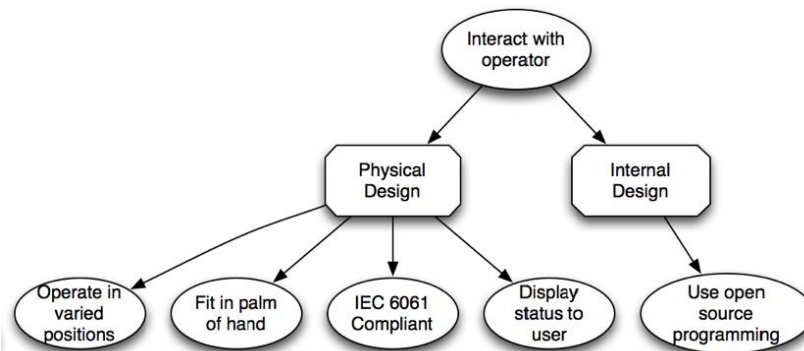 Interact with
operator
Physical
Design
Internal
Design
Operate in
varied
positions
Fit in palm
of hand
IEC 6061
Compliant
Display
status to
user
Use open
source
programming